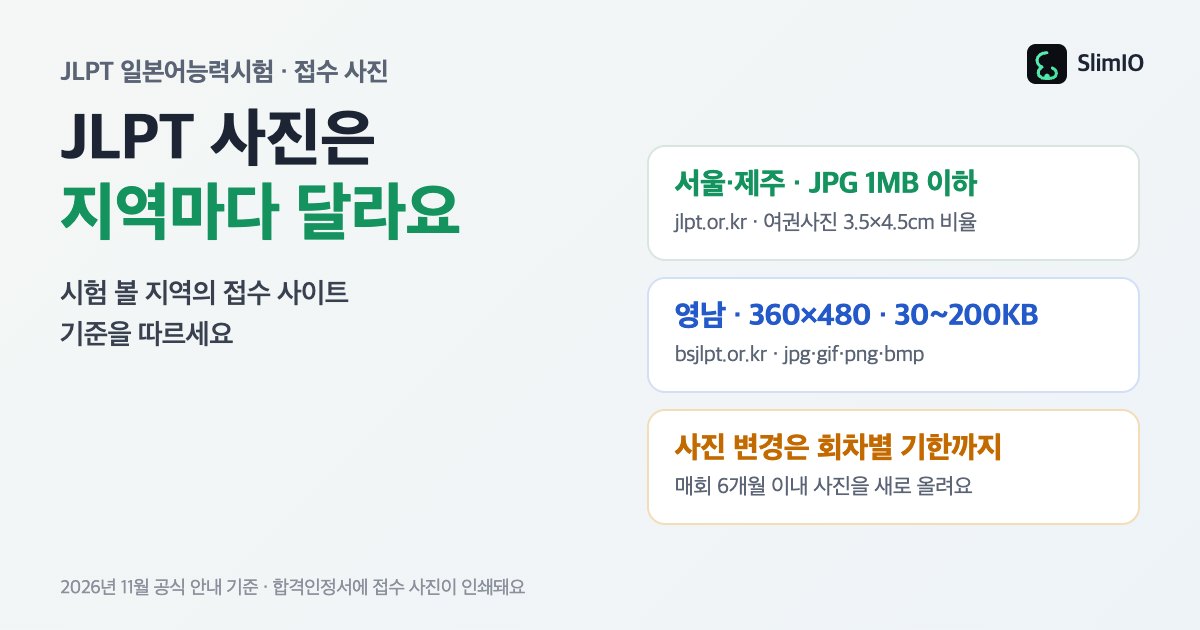 JLPT 일본어능력시험 · 접수 사진
JLPT 사진은
지역마다 달라요
시험 볼 지역의 접수 사이트
기준을 따르세요
SlimIO
서울·제주 · JPG 1MB 이하
jlpt.or.kr · 여권사진 3.5×4.5cm 비율
영남 · 360×480 · 30~200KB
bsjlpt.or.kr · jpg·gif·png·bmp
사진 변경은 회차별 기한까지
매회 6개월 이내 사진을 새로 올려요
2026년 11월 공식 안내 기준 · 합격인정서에 접수 사진이 인쇄돼요